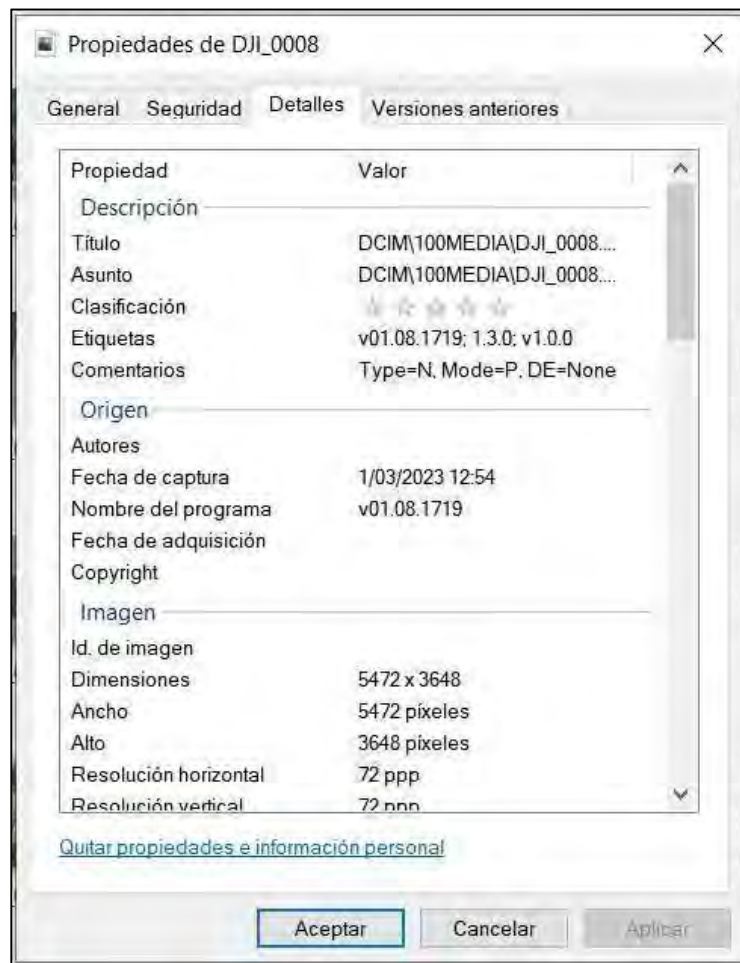 Propiedades de DJI_0008
General Seguridad Detalles Versiones anteriores
Propiedad Valor
Descripción
Título DCIM\100MEDIA\DJI_0008....
Asunto DCIM\100MEDIA\DJI_0008....
Clasificación
Etiquetas v01.08.1719; 1.3.0; v1.0.0
Comentarios Type=N, Mode=P, DE=None
Origen
Autores
Fecha de captura 1/03/2023 12:54
Nombre del programa v01.08.1719
Fecha de adquisición
Copyright
Imagen
Id. de imagen
Dimensiones 5472 x 3648
Ancho 5472 píxeles
Alto 3648 píxeles
Resolución horizontal 72 ppp
Resolución vertical 72 ppp
Quitar propiedades e información personal
Aceptar Cancelar Aplicar